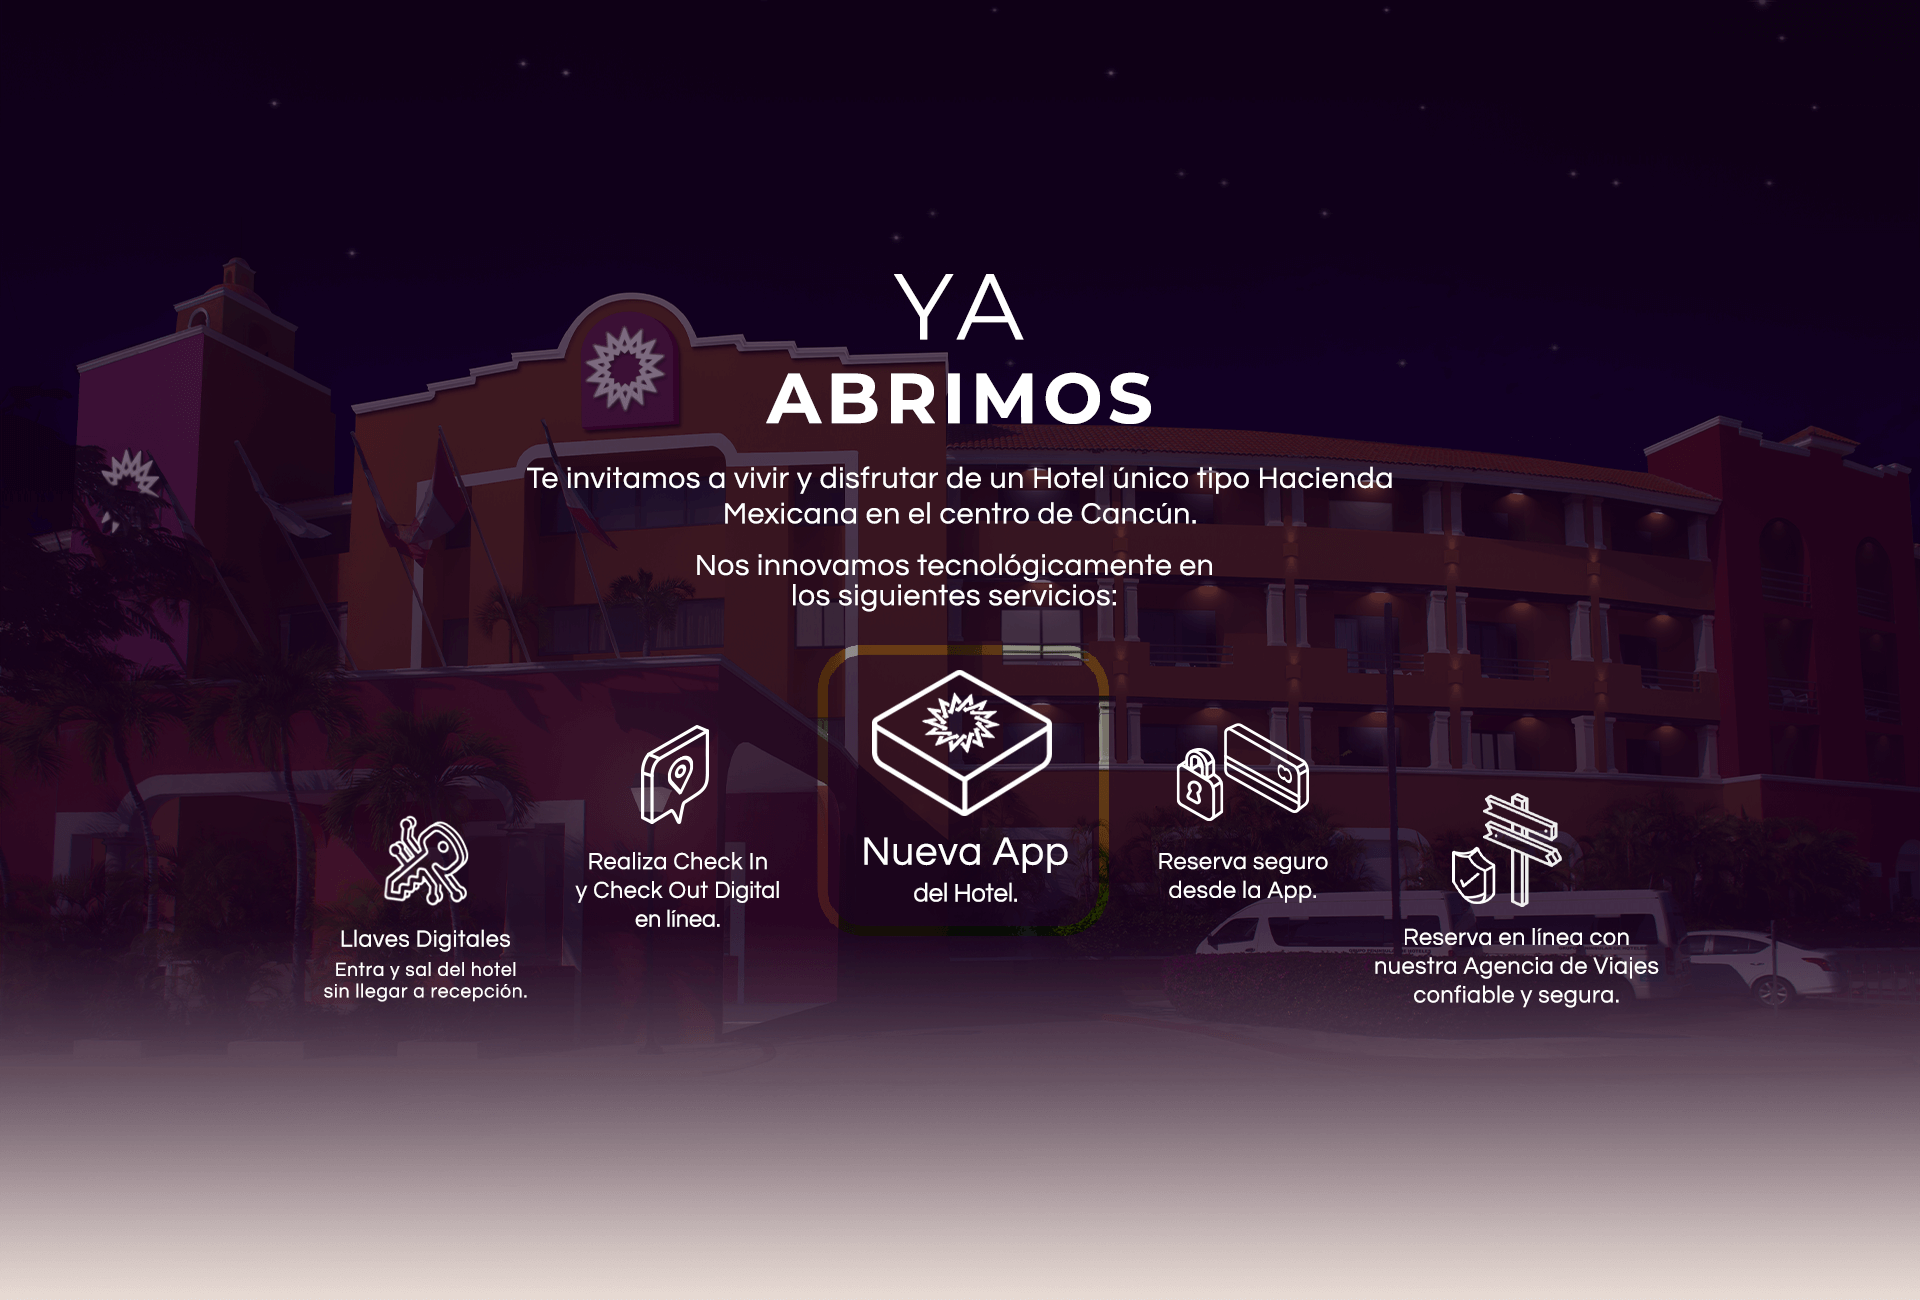 YA
ABRIMOS
Te invitamos a vivir y disfrutar de un Hotel único tipo Hacienda
Mexicana en el centro de Cancún.
Nos innovamos tecnológicamente en
los siguientes servicios:
Llaves Digitales
Entra y sal del hotel
sin llegar a recepción.
Realiza Check In
y Check Out Digital
en línea.
Nueva App
del Hotel.
Reserva seguro
desde la App.
Reserva en línea con
nuestra Agencia de Viajes
confiable y segura.